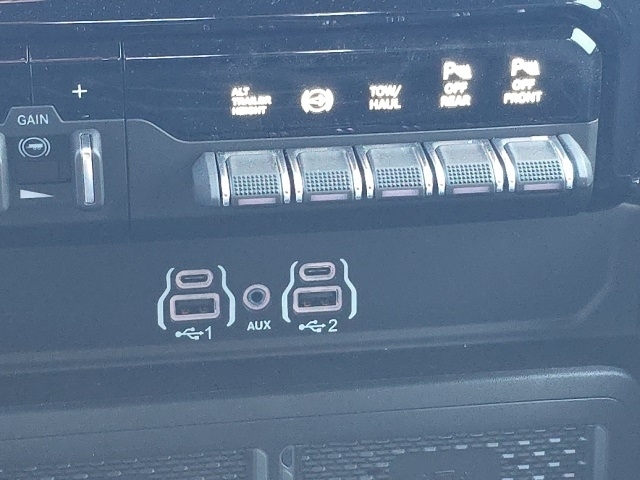 +
GAIN
ALT
TRAILER
HEIGHT
TOW/
HAUL
P
OFF
REAR
P
OFF
FRONT
1
AUX
2